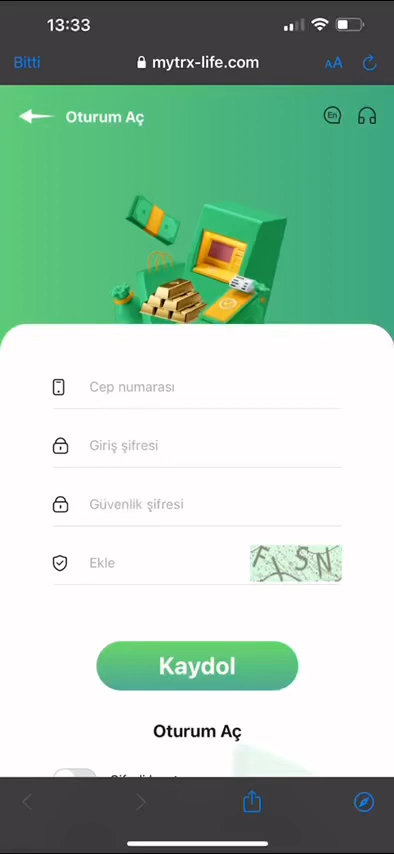 13:33
Bitti
mytrx-life.com
AA
Oturum Aç
En
Cep numarası
Giriş şifresi
Güvenlik şifresi
Ekle
FXSN
Kaydol
Oturum Aç